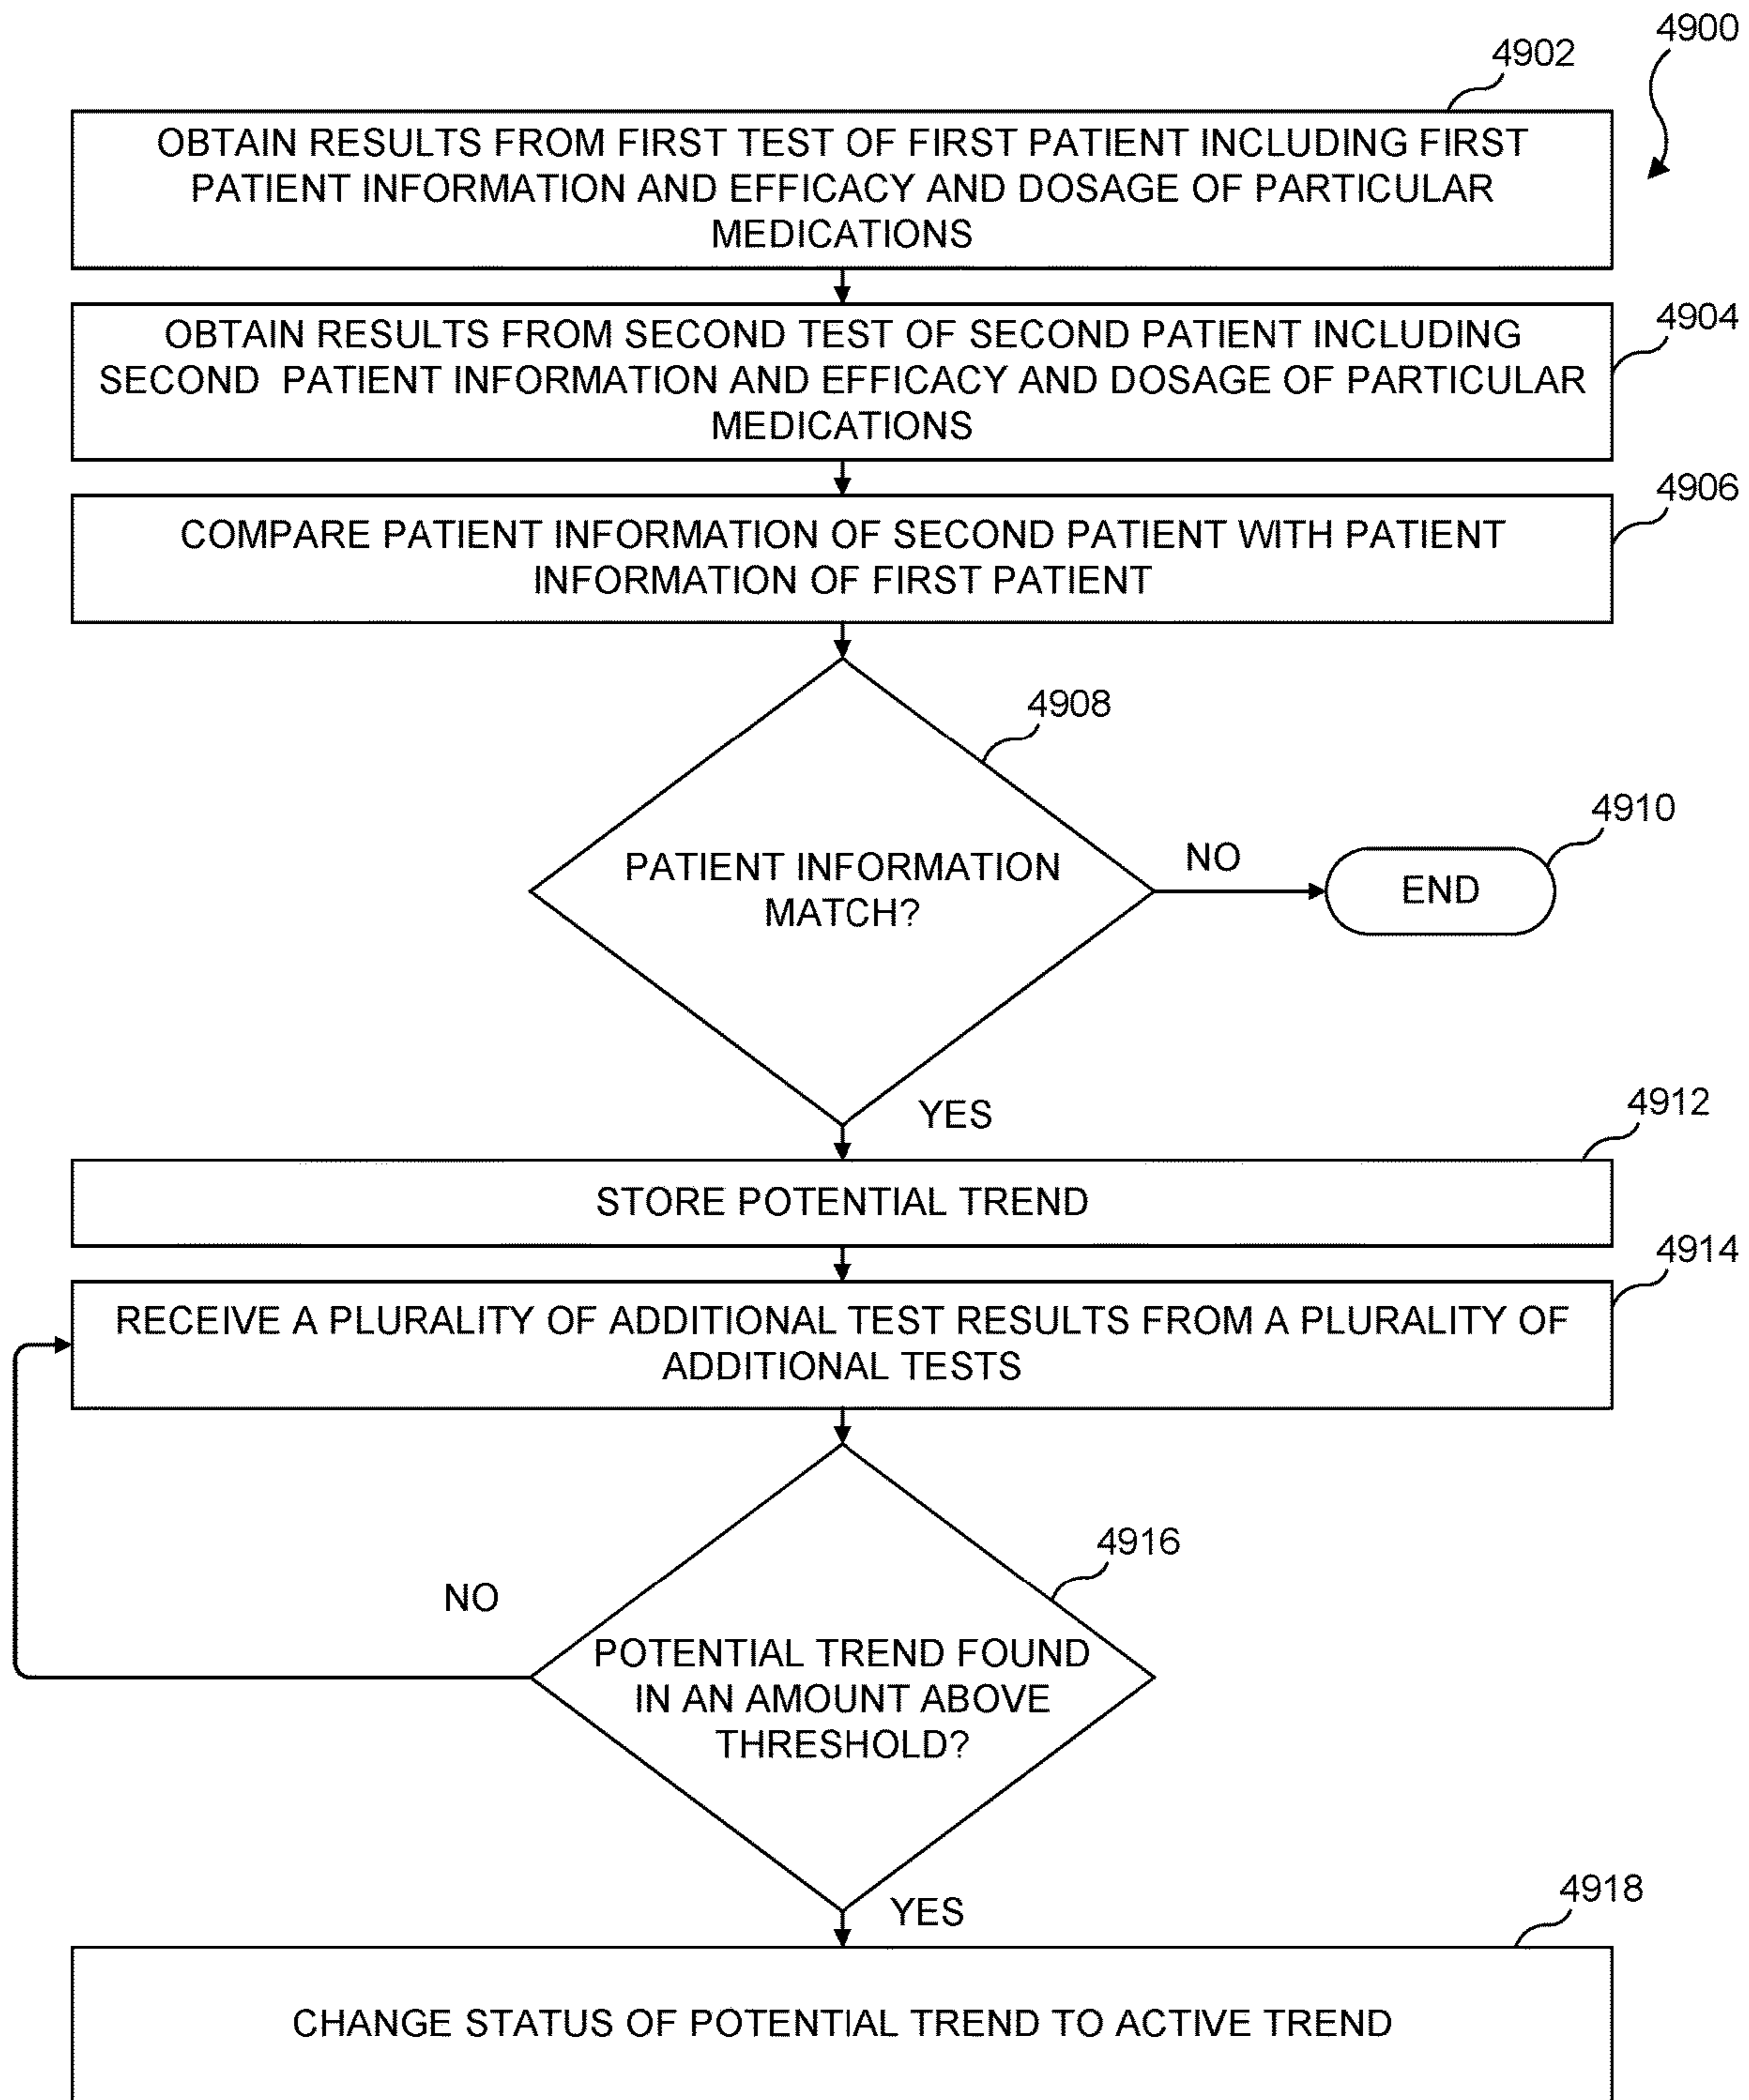 4900
4902
OBTAIN RESULTS FROM FIRST TEST OF FIRST PATIENT INCLUDING FIRST
PATIENT INFORMATION AND EFFICACY AND DOSAGE OF PARTICULAR
MEDICATIONS
4904
OBTAIN RESULTS FROM SECOND TEST OF SECOND PATIENT INCLUDING
SECOND PATIENT INFORMATION AND EFFICACY AND DOSAGE OF PARTICULAR
MEDICATIONS
4906
COMPARE PATIENT INFORMATION OF SECOND PATIENT WITH PATIENT
INFORMATION OF FIRST PATIENT
4908
PATIENT INFORMATION
MATCH?
NO
4910
END
YES
4912
STORE POTENTIAL TREND
4914
RECEIVE A PLURALITY OF ADDITIONAL TEST RESULTS FROM A PLURALITY OF
ADDITIONAL TESTS
4916
NO
POTENTIAL TREND FOUND
IN AN AMOUNT ABOVE
THRESHOLD?
YES
4918
CHANGE STATUS OF POTENTIAL TREND TO ACTIVE TREND